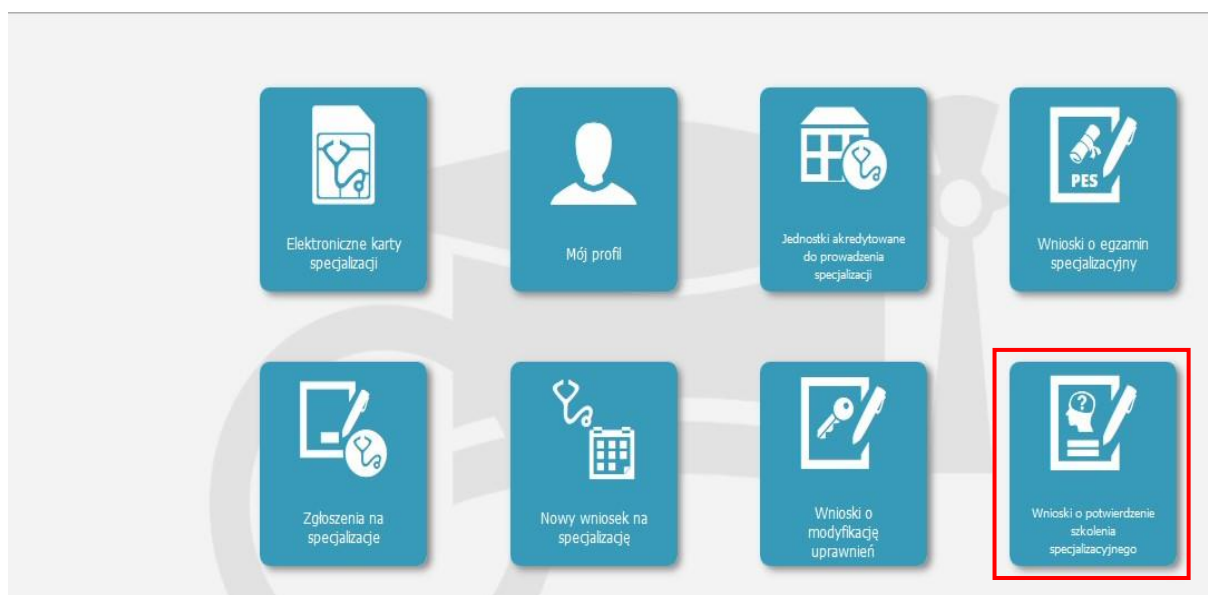 Elektroniczne karty
specjalizacji
Mój profil
Jednostki akredytowane
do prowadzenia
specjalizacji
PES
Wnioski o egzamin
specjalizacyjny
Zgłoszenia na
specjalizacje
Nowy wniosek na
specjalizację
Wnioski o
modyfikację
uprawnień
?
Wnioski o potwierdzenie
szkolenia
specjalizacyjnego